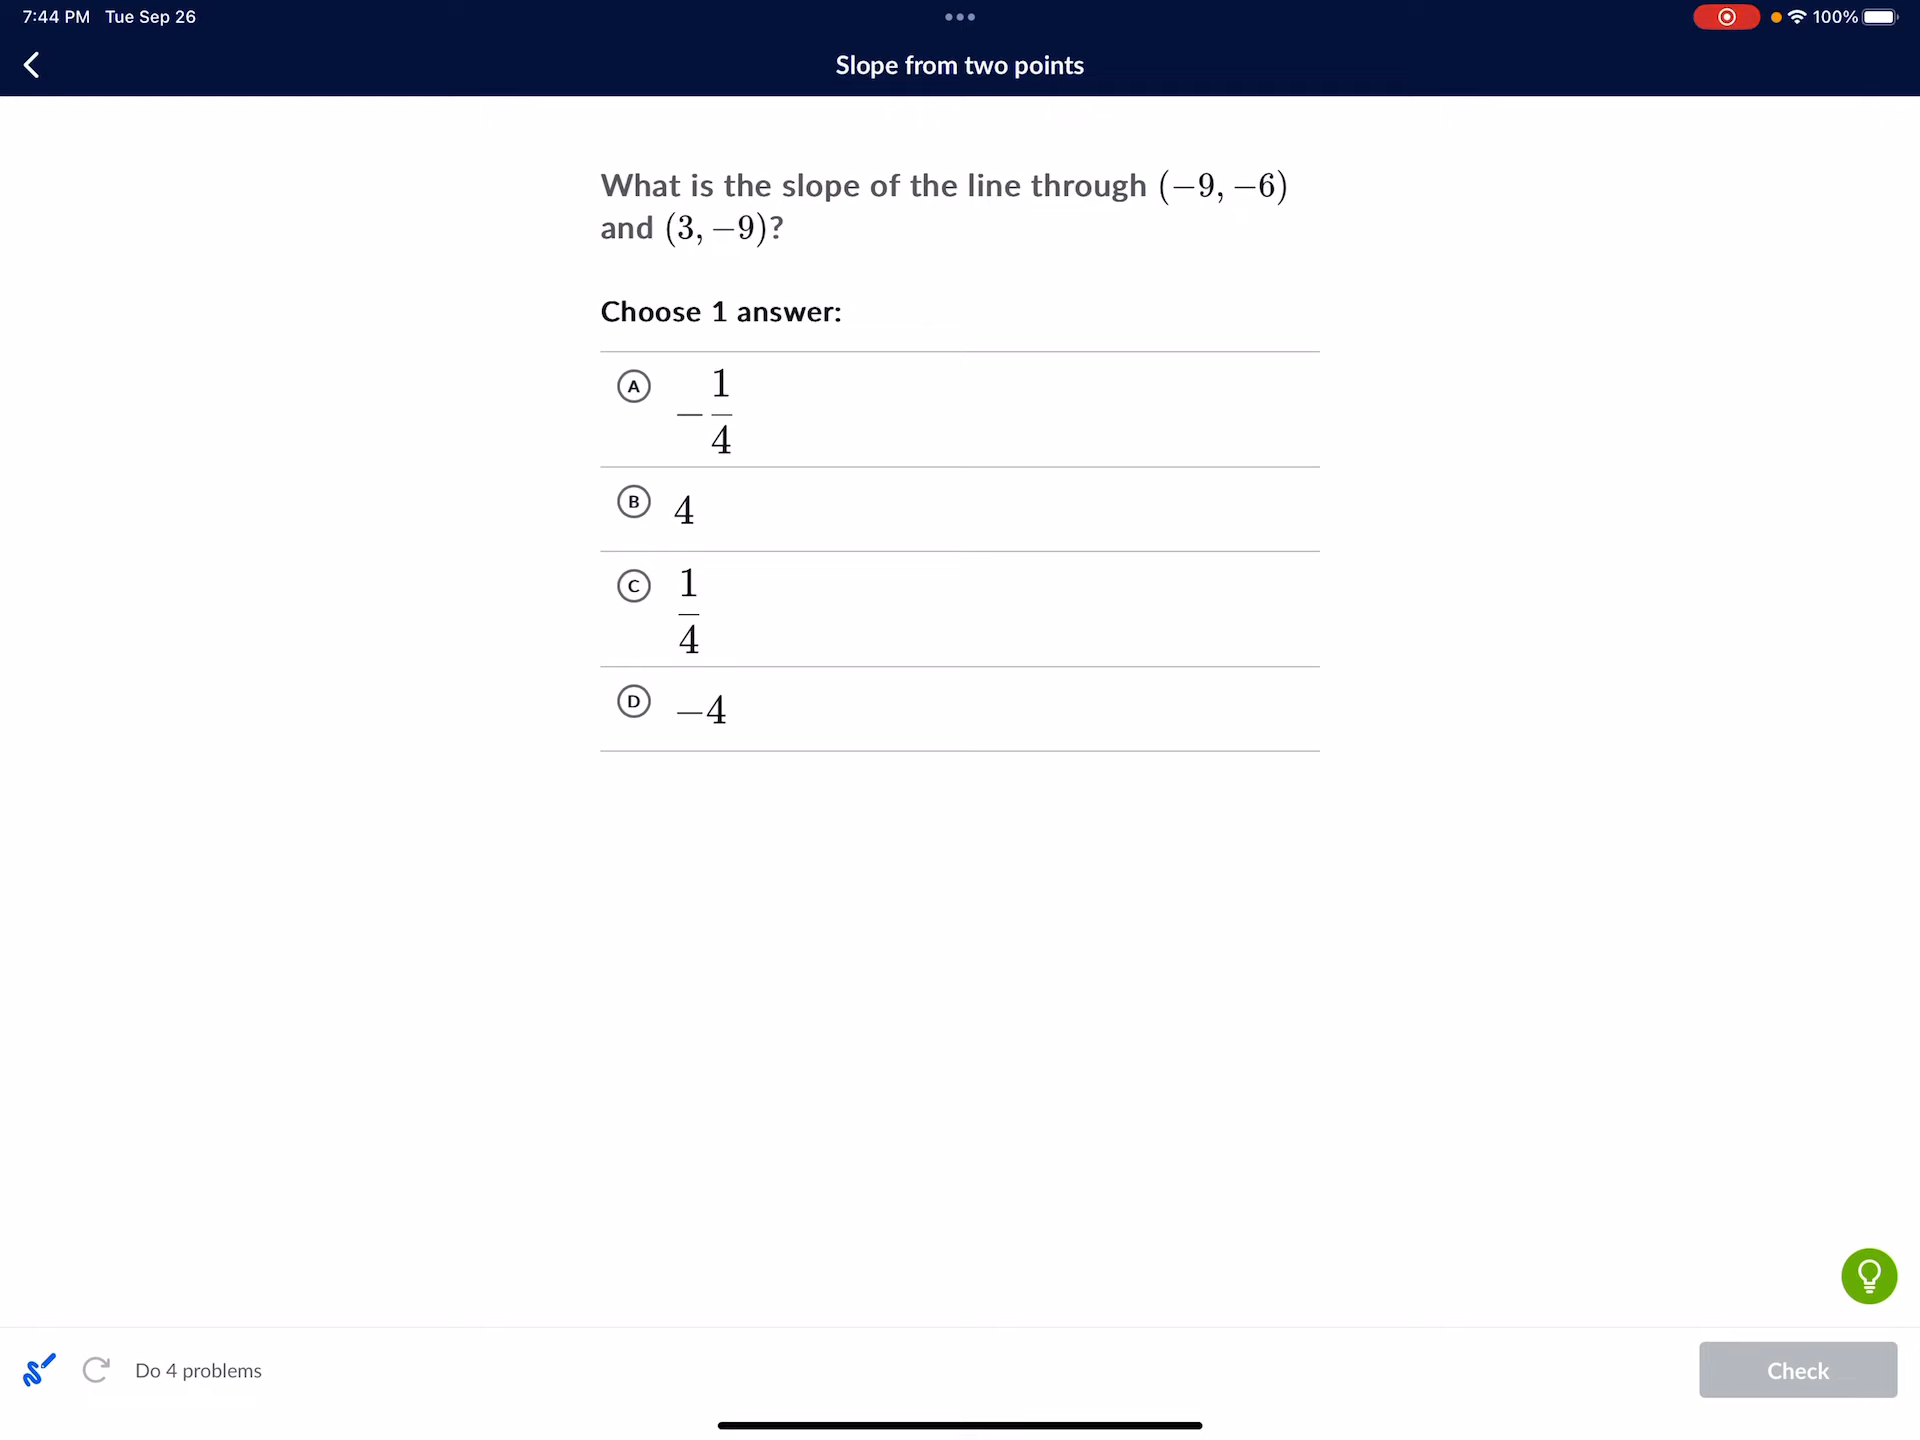 7:44 PM Tue Sep 26
100%
Slope from two points
What is the slope of the line through (−9, −6)
and (3, −9)?
Choose 1 answer:
A −1/4
B 4
C 1/4
D −4
Do 4 problems
Check